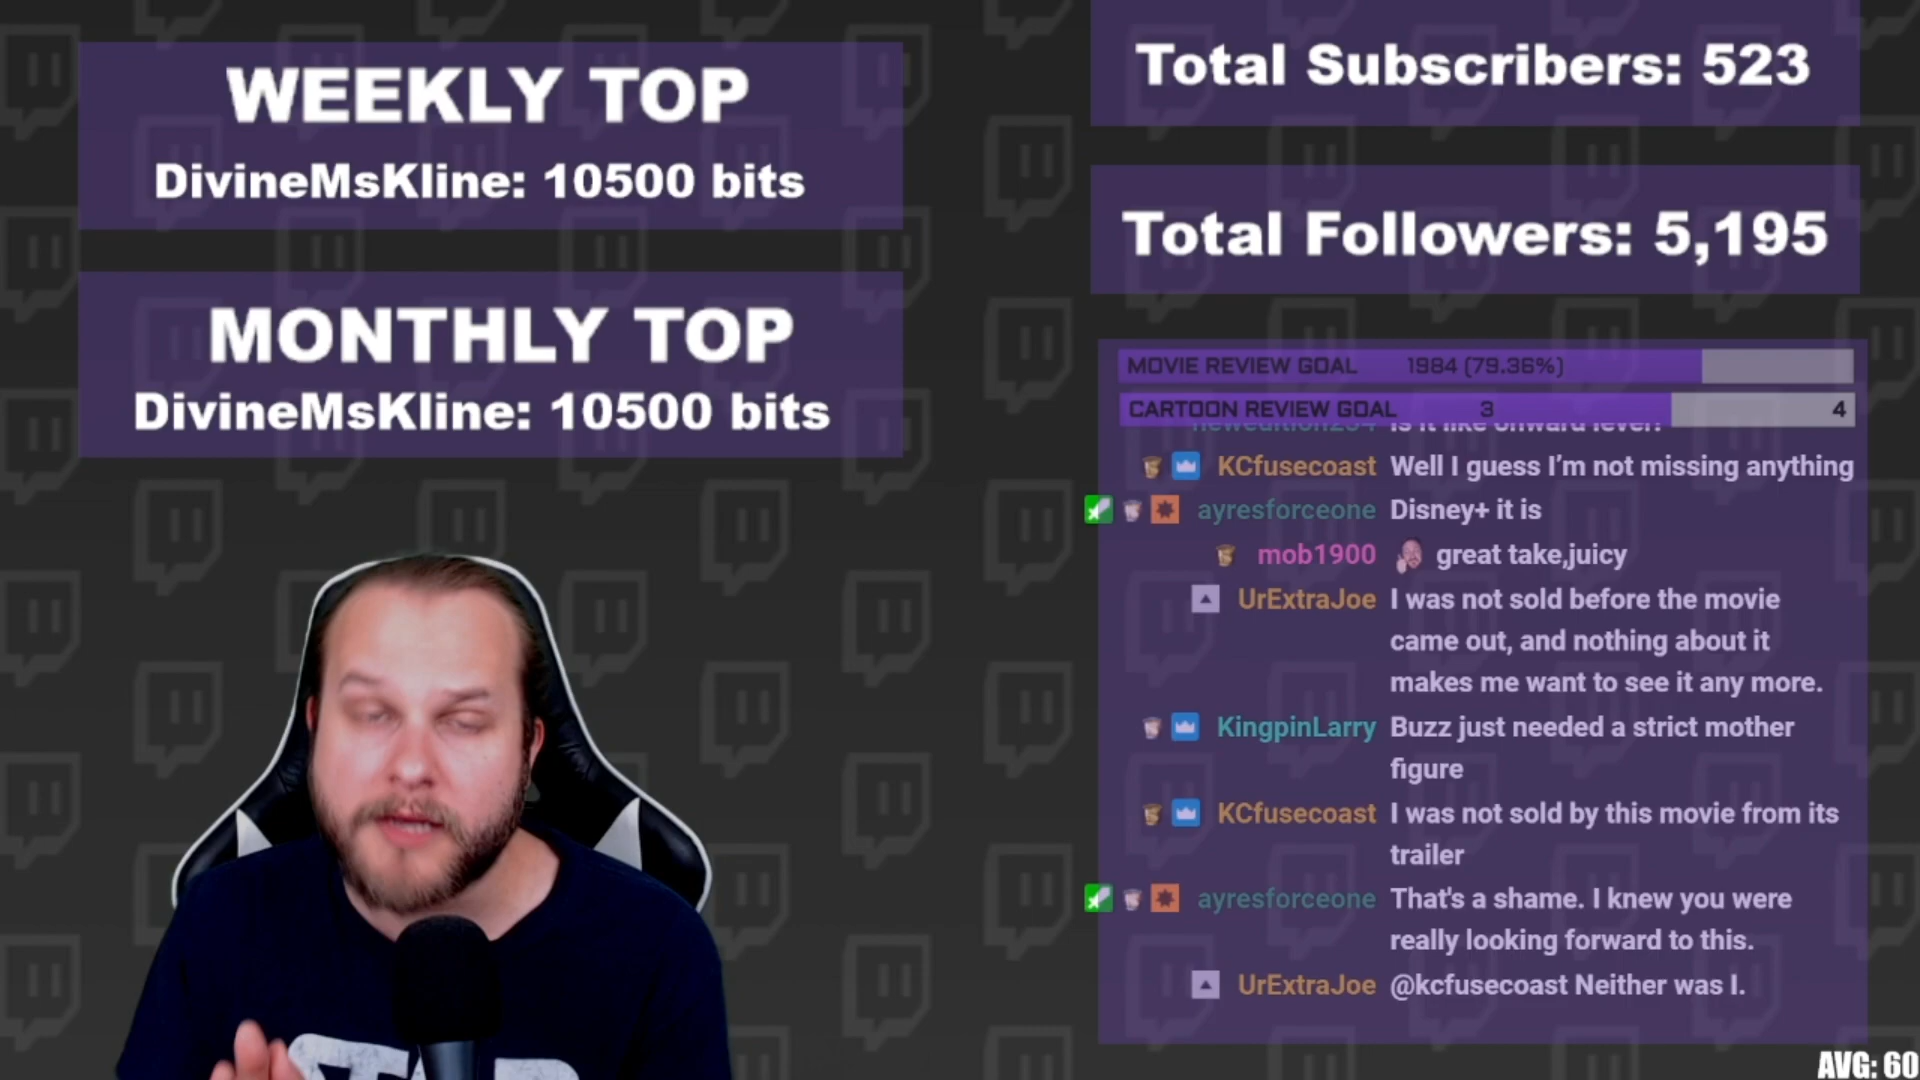 WEEKLY TOP
DivineMsKline: 10500 bits
MONTHLY TOP
DivineMsKline: 10500 bits
Total Subscribers: 523
Total Followers: 5,195
MOVIE REVIEW GOAL 1984 (79.36%)
CARTOON REVIEW GOAL 3 4
KCfusecoast Well I guess I’m not missing anything
ayresforceone Disney+ it is
mob1900 great take,juicy
UrExtraJoe I was not sold before the movie
came out, and nothing about it
makes me want to see it any more.
KingpinLarry Buzz just needed a strict mother
figure
KCfusecoast I was not sold by this movie from its
trailer
ayresforceone That's a shame. I knew you were
really looking forward to this.
UrExtraJoe @kcfusecoast Neither was I.
AVG: 60